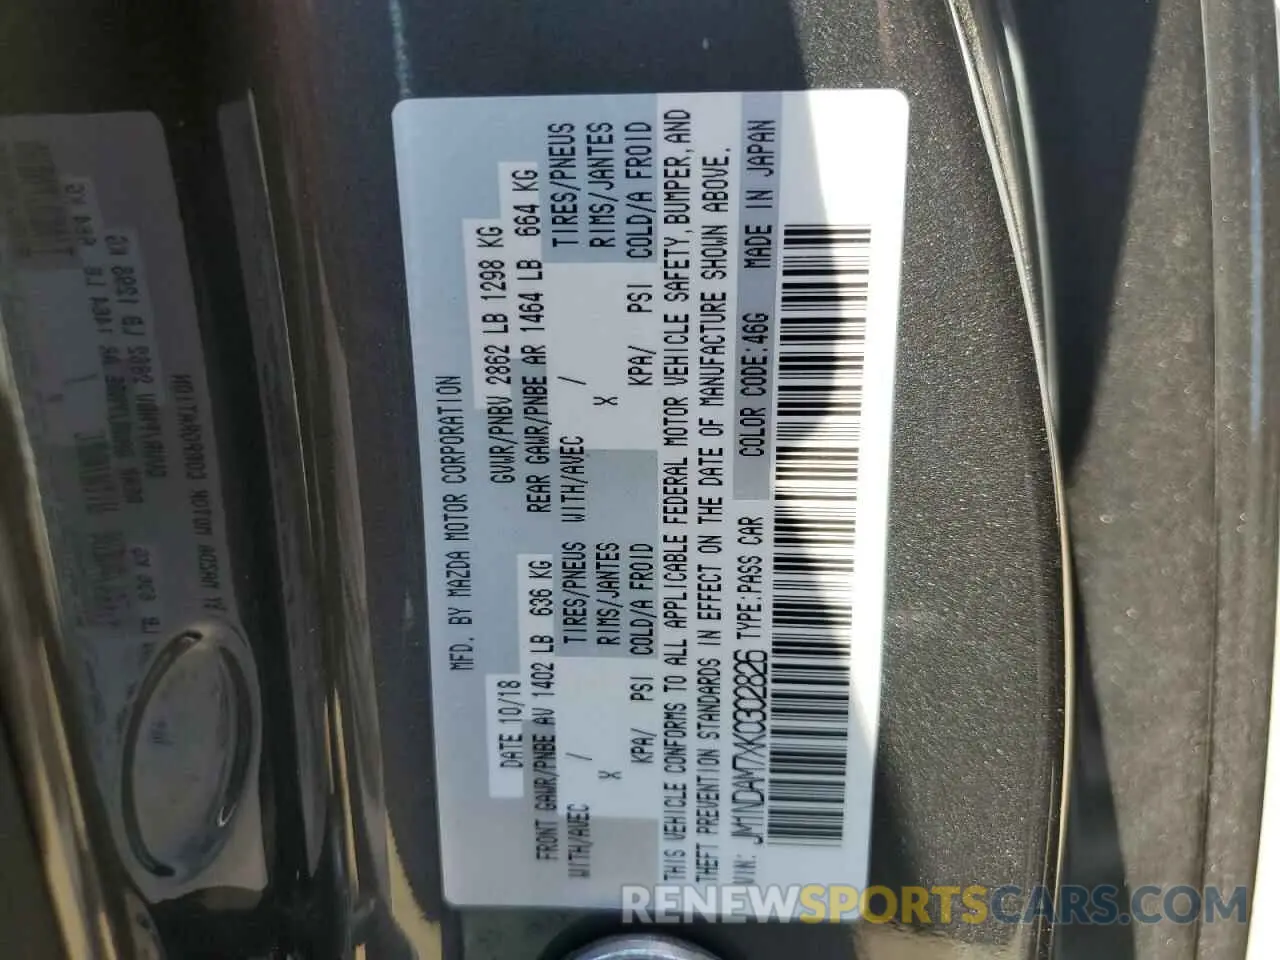 MFD. BY MAZDA MOTOR CORPORATION
DATE 10/18 GVWR/PNBV 2862 LB 1298 KG
FRONT GAWR/PNBE AV 1402 LB 636 KG REAR GAWR/PNBE AR 1464 LB 664 KG
WITH/AVEC / TIRES/PNEUS WITH/AVEC / TIRES/PNEUS
X RIMS/JANTES X RIMS/JANTES
KPA/ PSI COLD/A FROID KPA/ PSI COLD/A FROID
THIS VEHICLE CONFORMS TO ALL APPLICABLE FEDERAL MOTOR VEHICLE SAFETY, BUMPER, AND
THEFT PREVENTION STANDARDS IN EFFECT ON THE DATE OF MANUFACTURE SHOWN ABOVE.
VIN: JM1NDAM7XK0302826 TYPE:PASS CAR COLOR CODE:46G MADE IN JAPAN
RENEWSPORTSCARS.COM